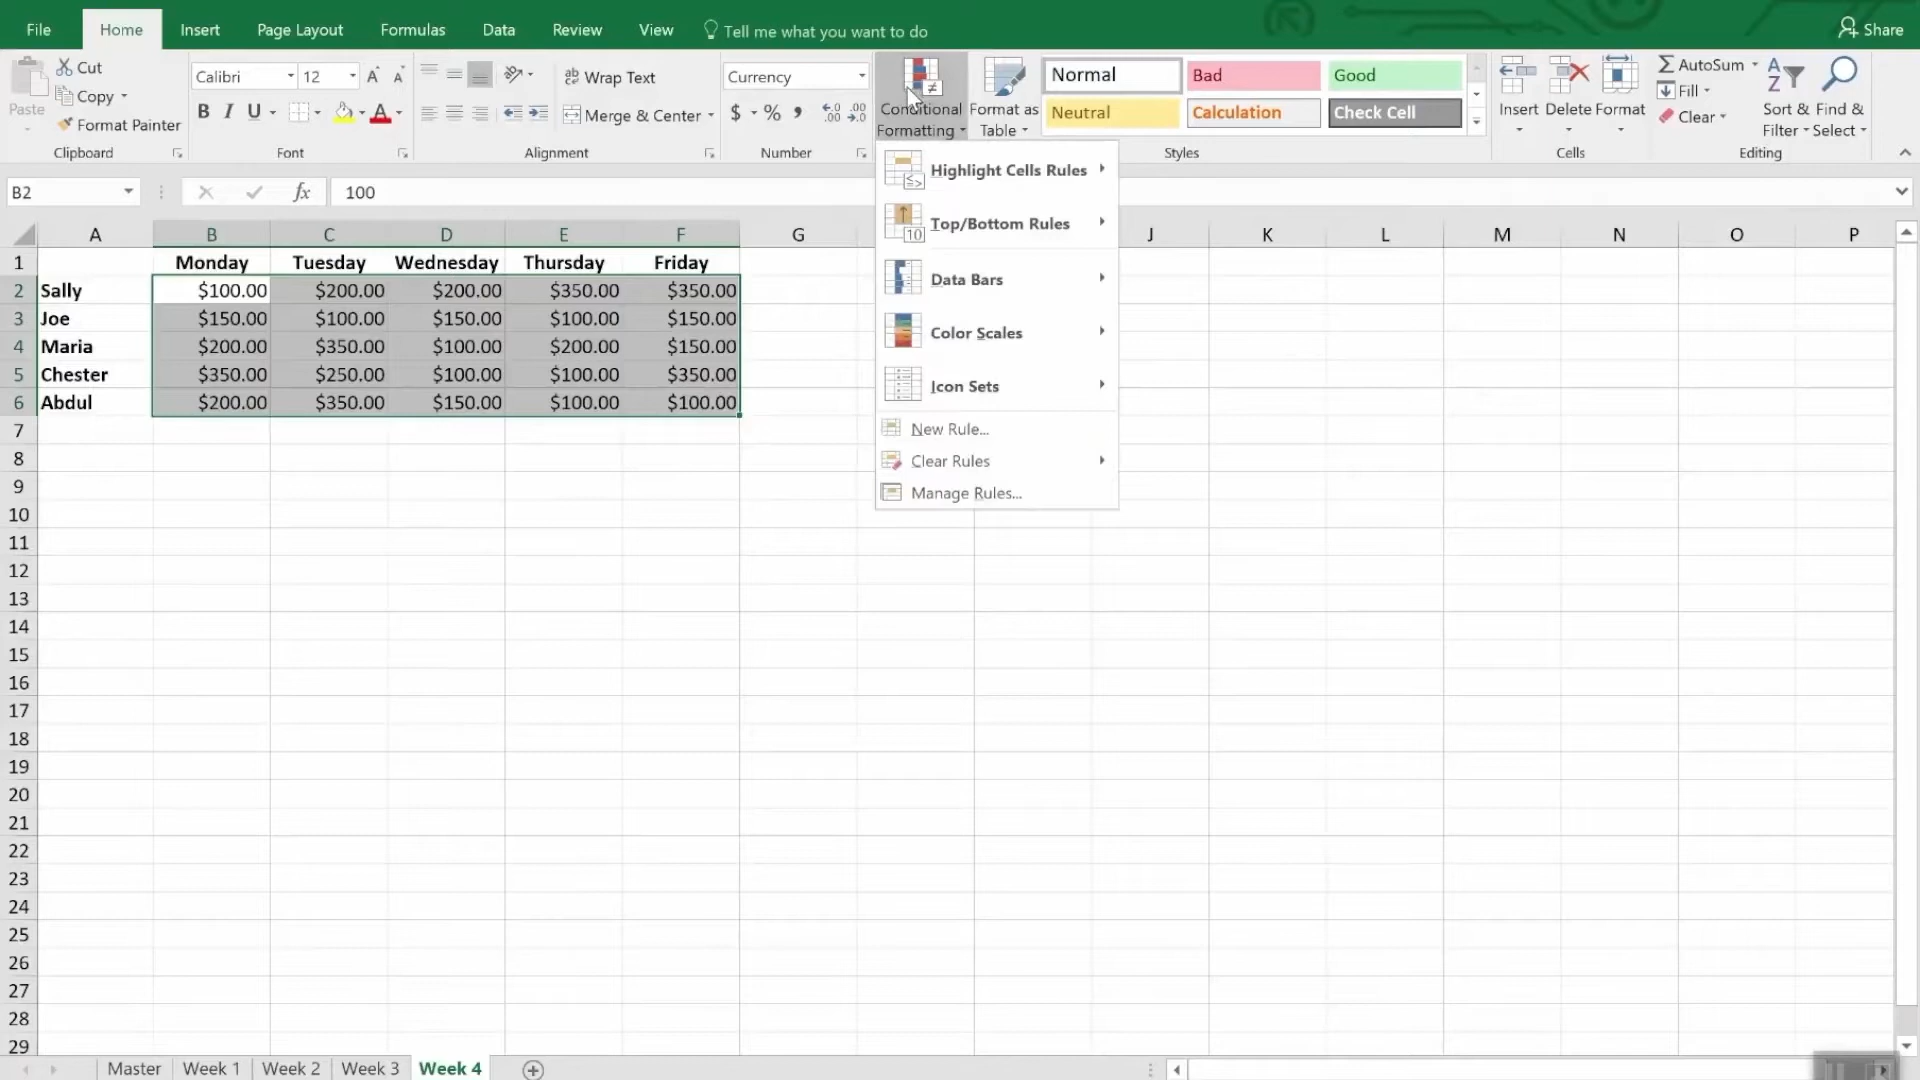 File Home Insert Page Layout Formulas Data Review View Tell me what you want to do Share
Paste
Cut
Copy
Format Painter
Clipboard
Calibri 12 A A
B I U A
Font
Wrap Text
Merge & Center
Alignment
Currency
$ % , .00 .00
Number
Conditional Formatting
Format as Table
Normal Bad Good
Neutral Calculation Check Cell
Styles
Insert Delete Format
Cells
AutoSum
Fill
Clear
Sort & Filter
Find & Select
Editing
B2 fx 100
Highlight Cells Rules
Top/Bottom Rules
Data Bars
Color Scales
Icon Sets
New Rule...
Clear Rules
Manage Rules...
A B C D E F G J K L M N O P
1 Monday Tuesday Wednesday Thursday Friday
2 Sally $100.00 $200.00 $200.00 $350.00 $350.00
3 Joe $150.00 $100.00 $150.00 $100.00 $150.00
4 Maria $200.00 $350.00 $100.00 $200.00 $150.00
5 Chester $350.00 $250.00 $100.00 $100.00 $350.00
6 Abdul $200.00 $350.00 $150.00 $100.00 $100.00
7
8
9
10
11
12
13
14
15
16
17
18
19
20
21
22
23
24
25
26
27
28
29
Master Week 1 Week 2 Week 3 Week 4